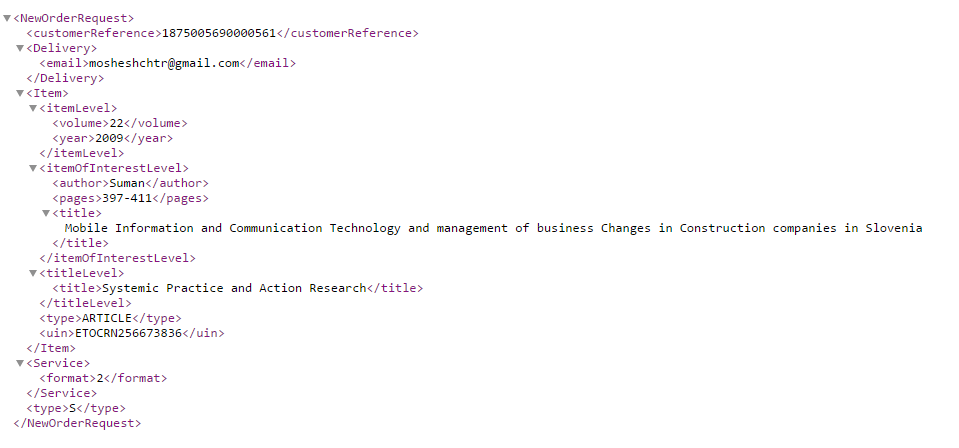 <NewOrderRequest>
<customerReference>1875005690000561</customerReference>
<Delivery>
<email>mosheshchtr@gmail.com</email>
</Delivery>
<Item>
<itemLevel>
<volume>22</volume>
<year>2009</year>
</itemLevel>
<itemOfInterestLevel>
<author>Suman</author>
<pages>397-411</pages>
<title>
Mobile Information and Communication Technology and management of business Changes in Construction companies in Slovenia
</title>
</itemOfInterestLevel>
<titleLevel>
<title>Systemic Practice and Action Research</title>
</titleLevel>
<type>ARTICLE</type>
<uin>ETOCRN256673836</uin>
</Item>
<Service>
<format>2</format>
</Service>
<type>S</type>
</NewOrderRequest>